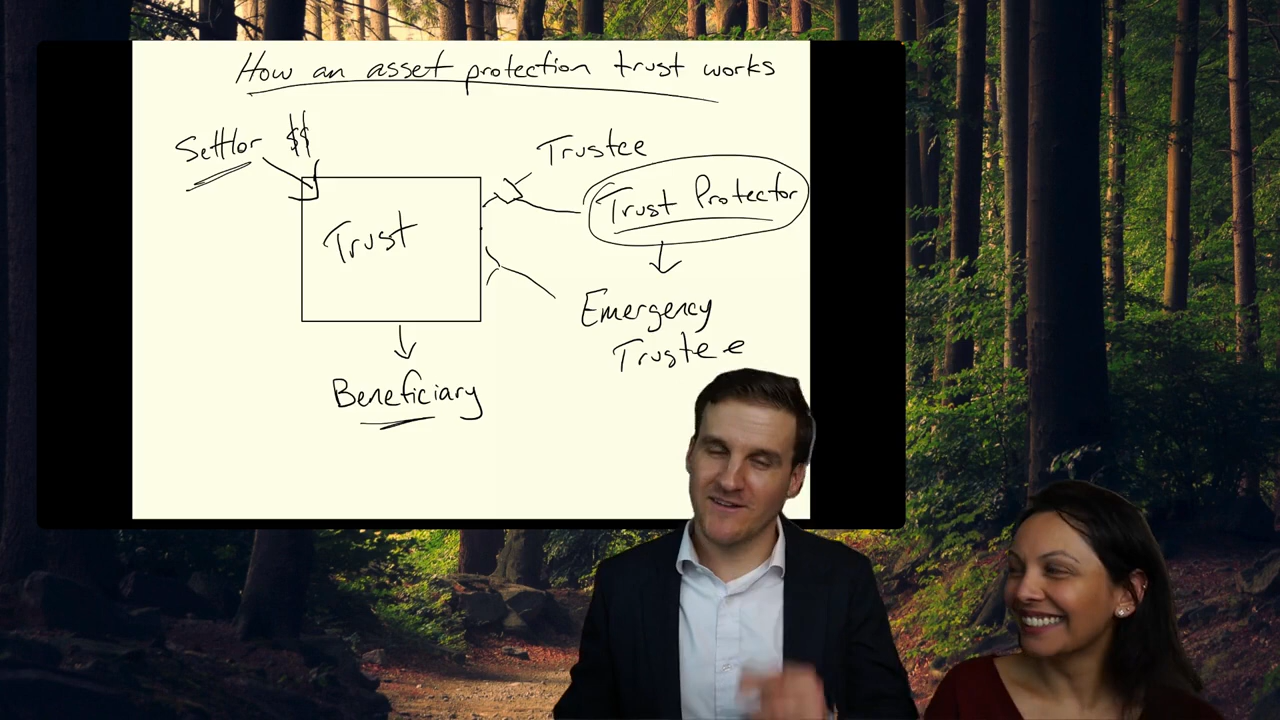 How an asset protection trust works
Settlor $$
Trustee
Trust Protector
Trust
Emergency
Trustee
Beneficiary